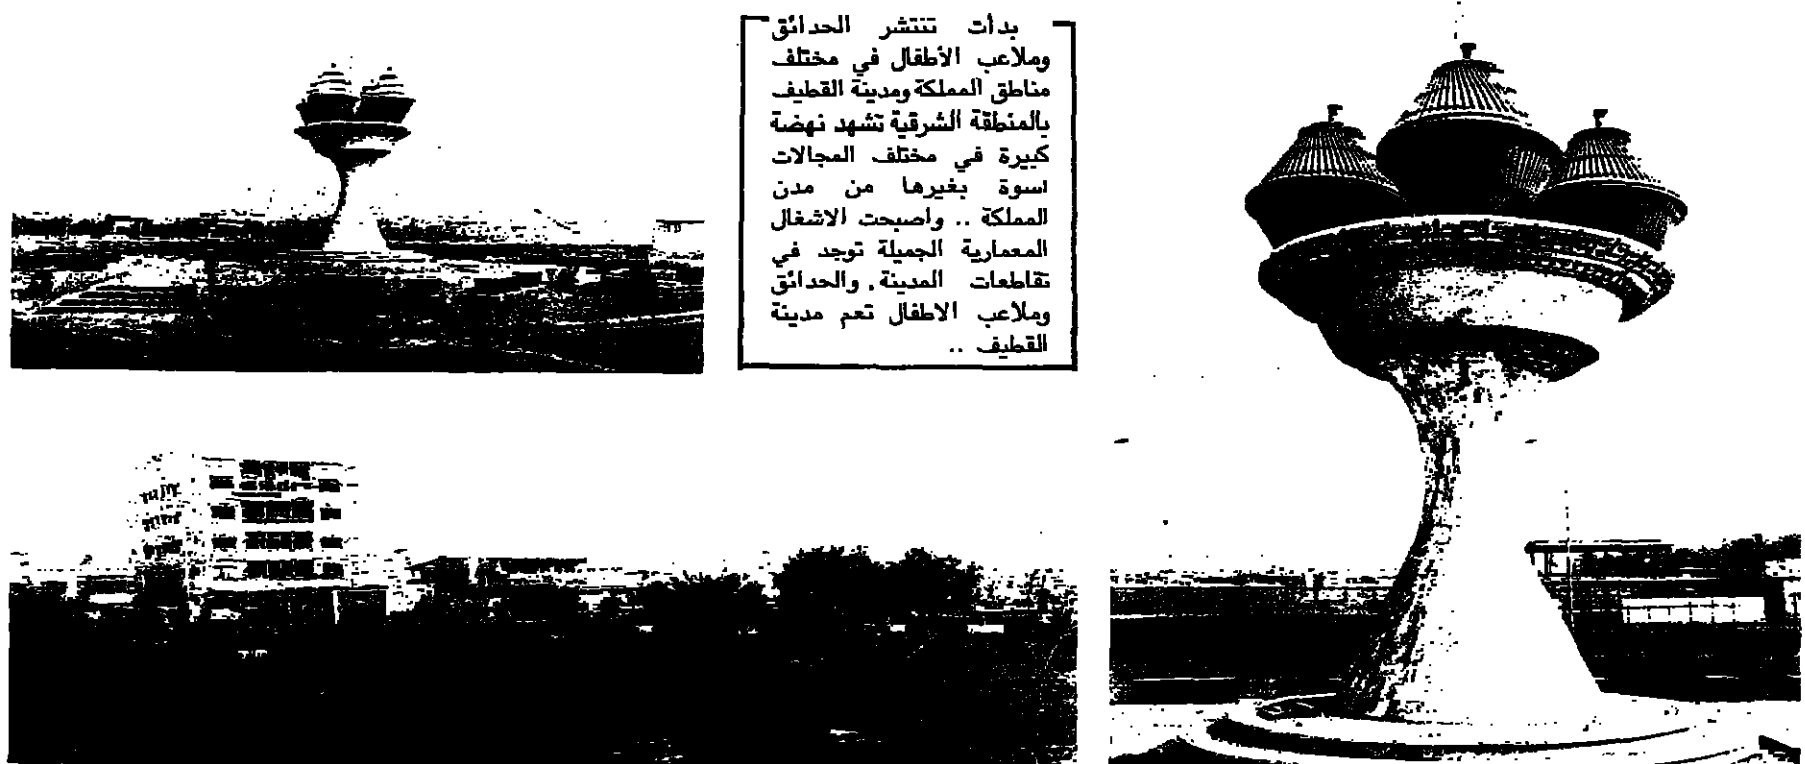 بدأت تنتشر الحدائق
وملاعب الأطفال في مختلف
مناطق المملكة ومدينة القطيف
بالمنطقة الشرقية تشهد نهضة
كبيرة في مختلف المجالات
اسوة بغيرها من مدن
المملكة .. واصبحت الاشغال
المعمارية الجميلة توجد في
تقاطعات المدينة، والحدائق
وملاعب الاطفال تعم مدينة
القطيف ..